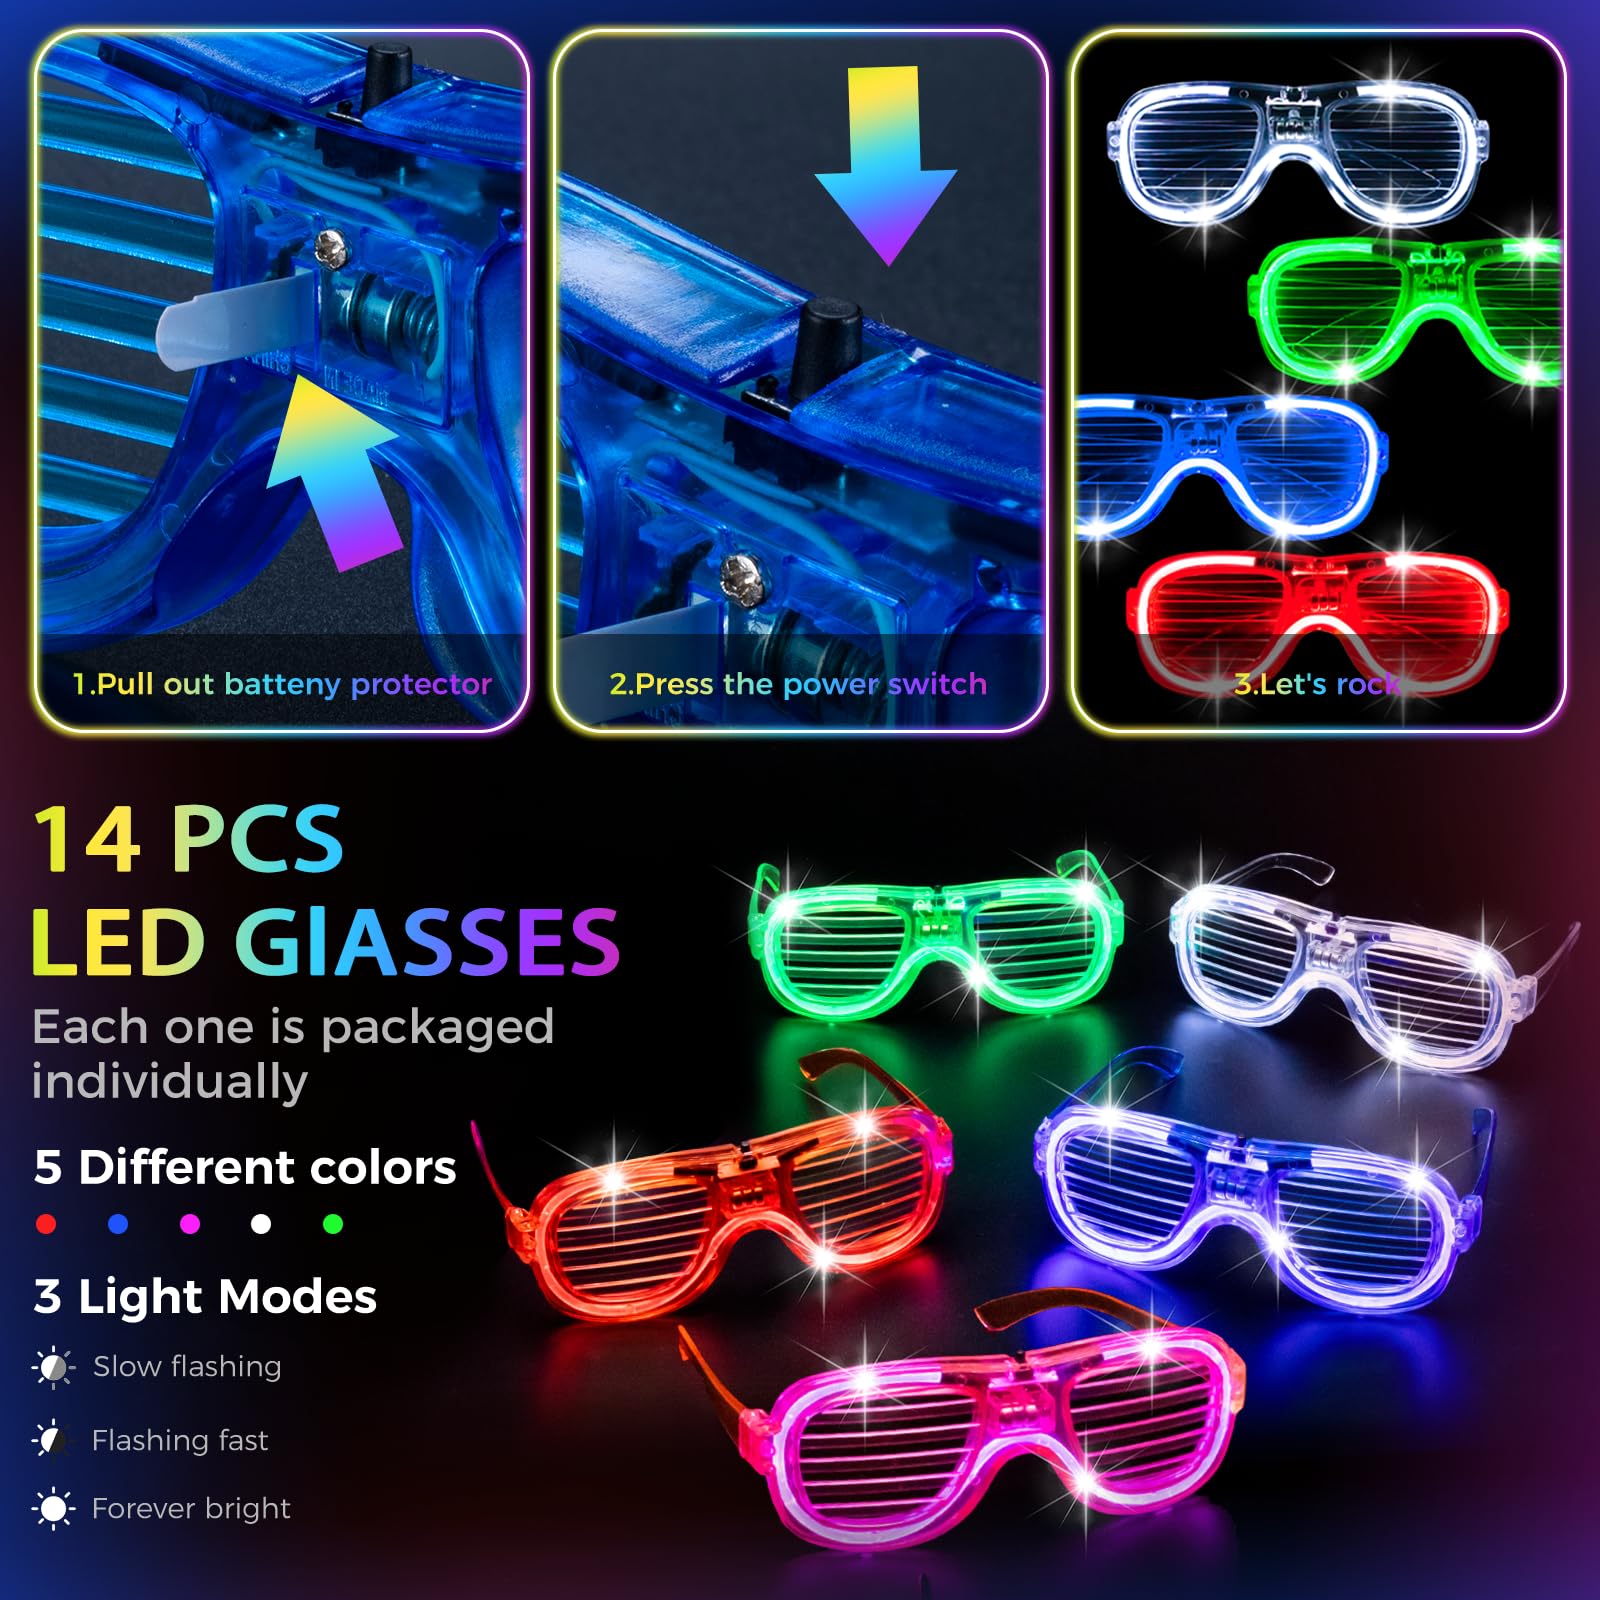 1.Pull out batteny protector
2.Press the power switch
3.Let's rock
14 PCS
LED GlASSES
Each one is packaged
individually
5 Different colors
3 Light Modes
Slow flashing
Flashing fast
Forever bright